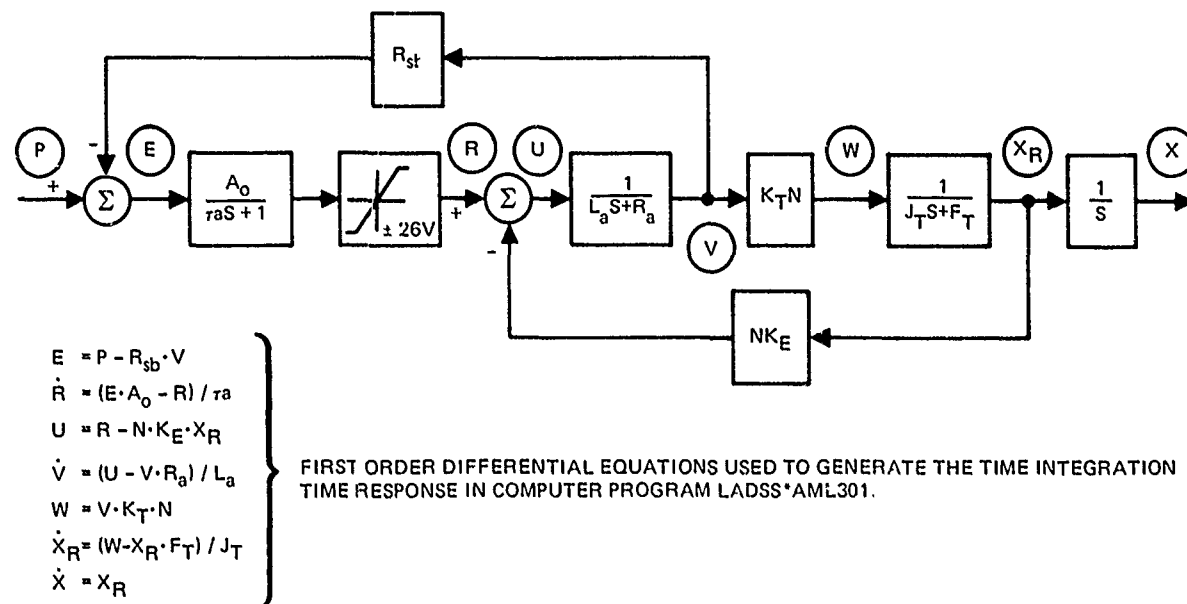 R_sb
P
E
R
U
W
X_R
X
-
+
Σ
A_o
τaS + 1
± 26V
+
Σ
-
1
L_aS+R_a
V
K_TN
1
J_TS+F_T
1
S
NK_E
E = P - R_sb·V
Ṙ = (E·A_o - R) / τa
U = R - N·K_E·X_R
V̇ = (U - V·R_a) / L_a
W = V·K_T·N
Ẋ_R = (W-X_R·F_T) / J_T
Ẋ = X_R
FIRST ORDER DIFFERENTIAL EQUATIONS USED TO GENERATE THE TIME INTEGRATION
TIME RESPONSE IN COMPUTER PROGRAM LADSS*AML301.